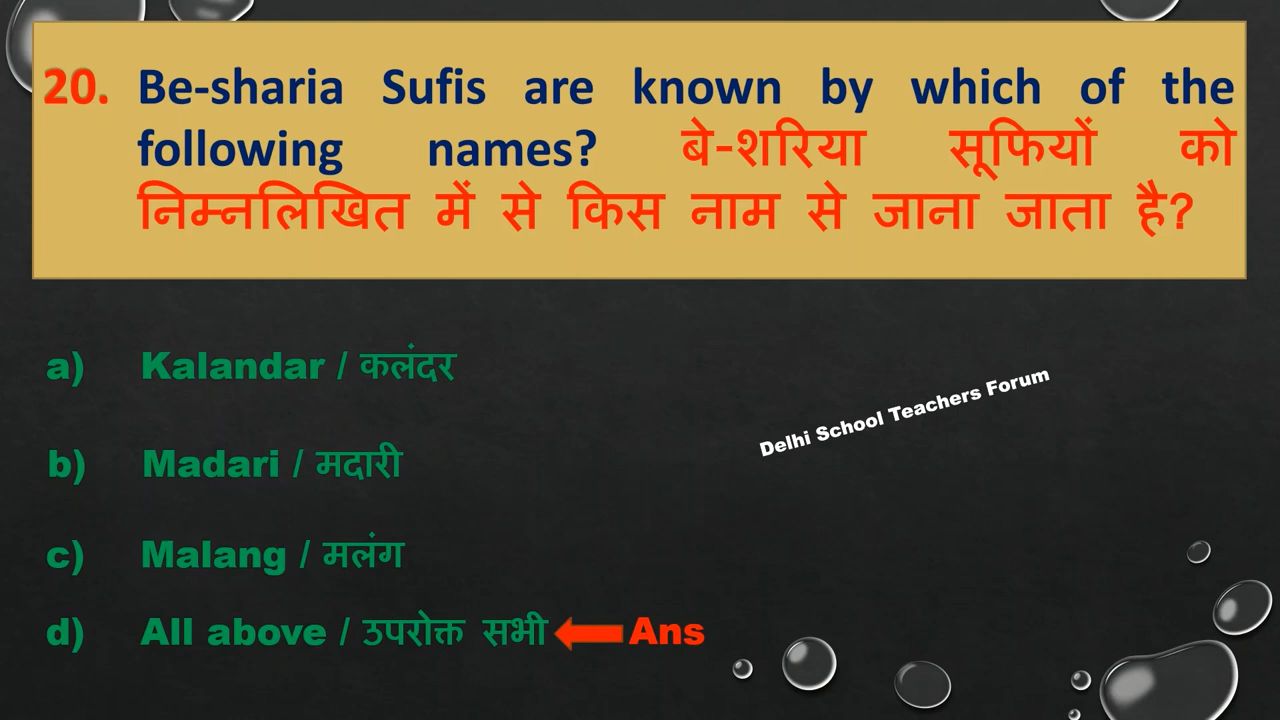 20. Be-sharia Sufis are known by which of the
following names? बे-शरिया सूफियों को
निम्नलिखित में से किस नाम से जाना जाता है?
a) Kalandar / कलंदर
Delhi School Teachers Forum
b) Madari / मदारी
c) Malang / मलंग
d) All above / उपरोक्त सभी Ans